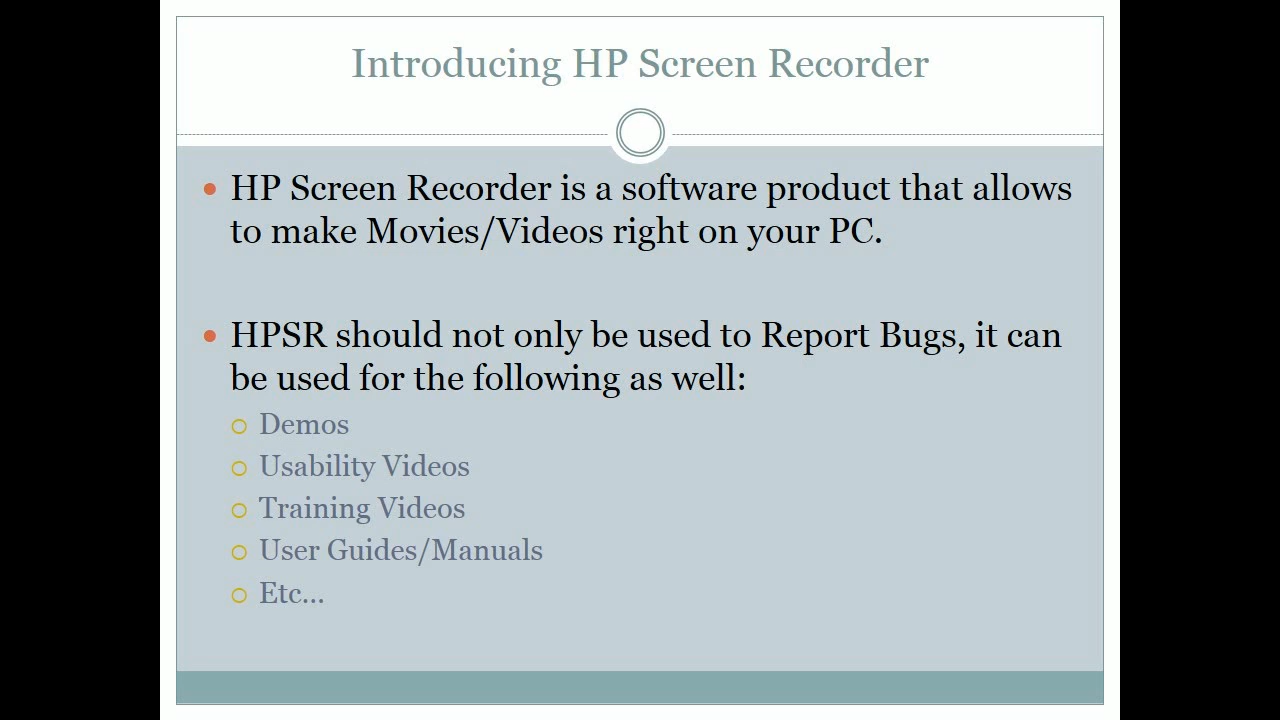 Introducing HP Screen Recorder
HP Screen Recorder is a software product that allows
to make Movies/Videos right on your PC.
HPSR should not only be used to Report Bugs, it can
be used for the following as well:
Demos
Usability Videos
Training Videos
User Guides/Manuals
Etc...